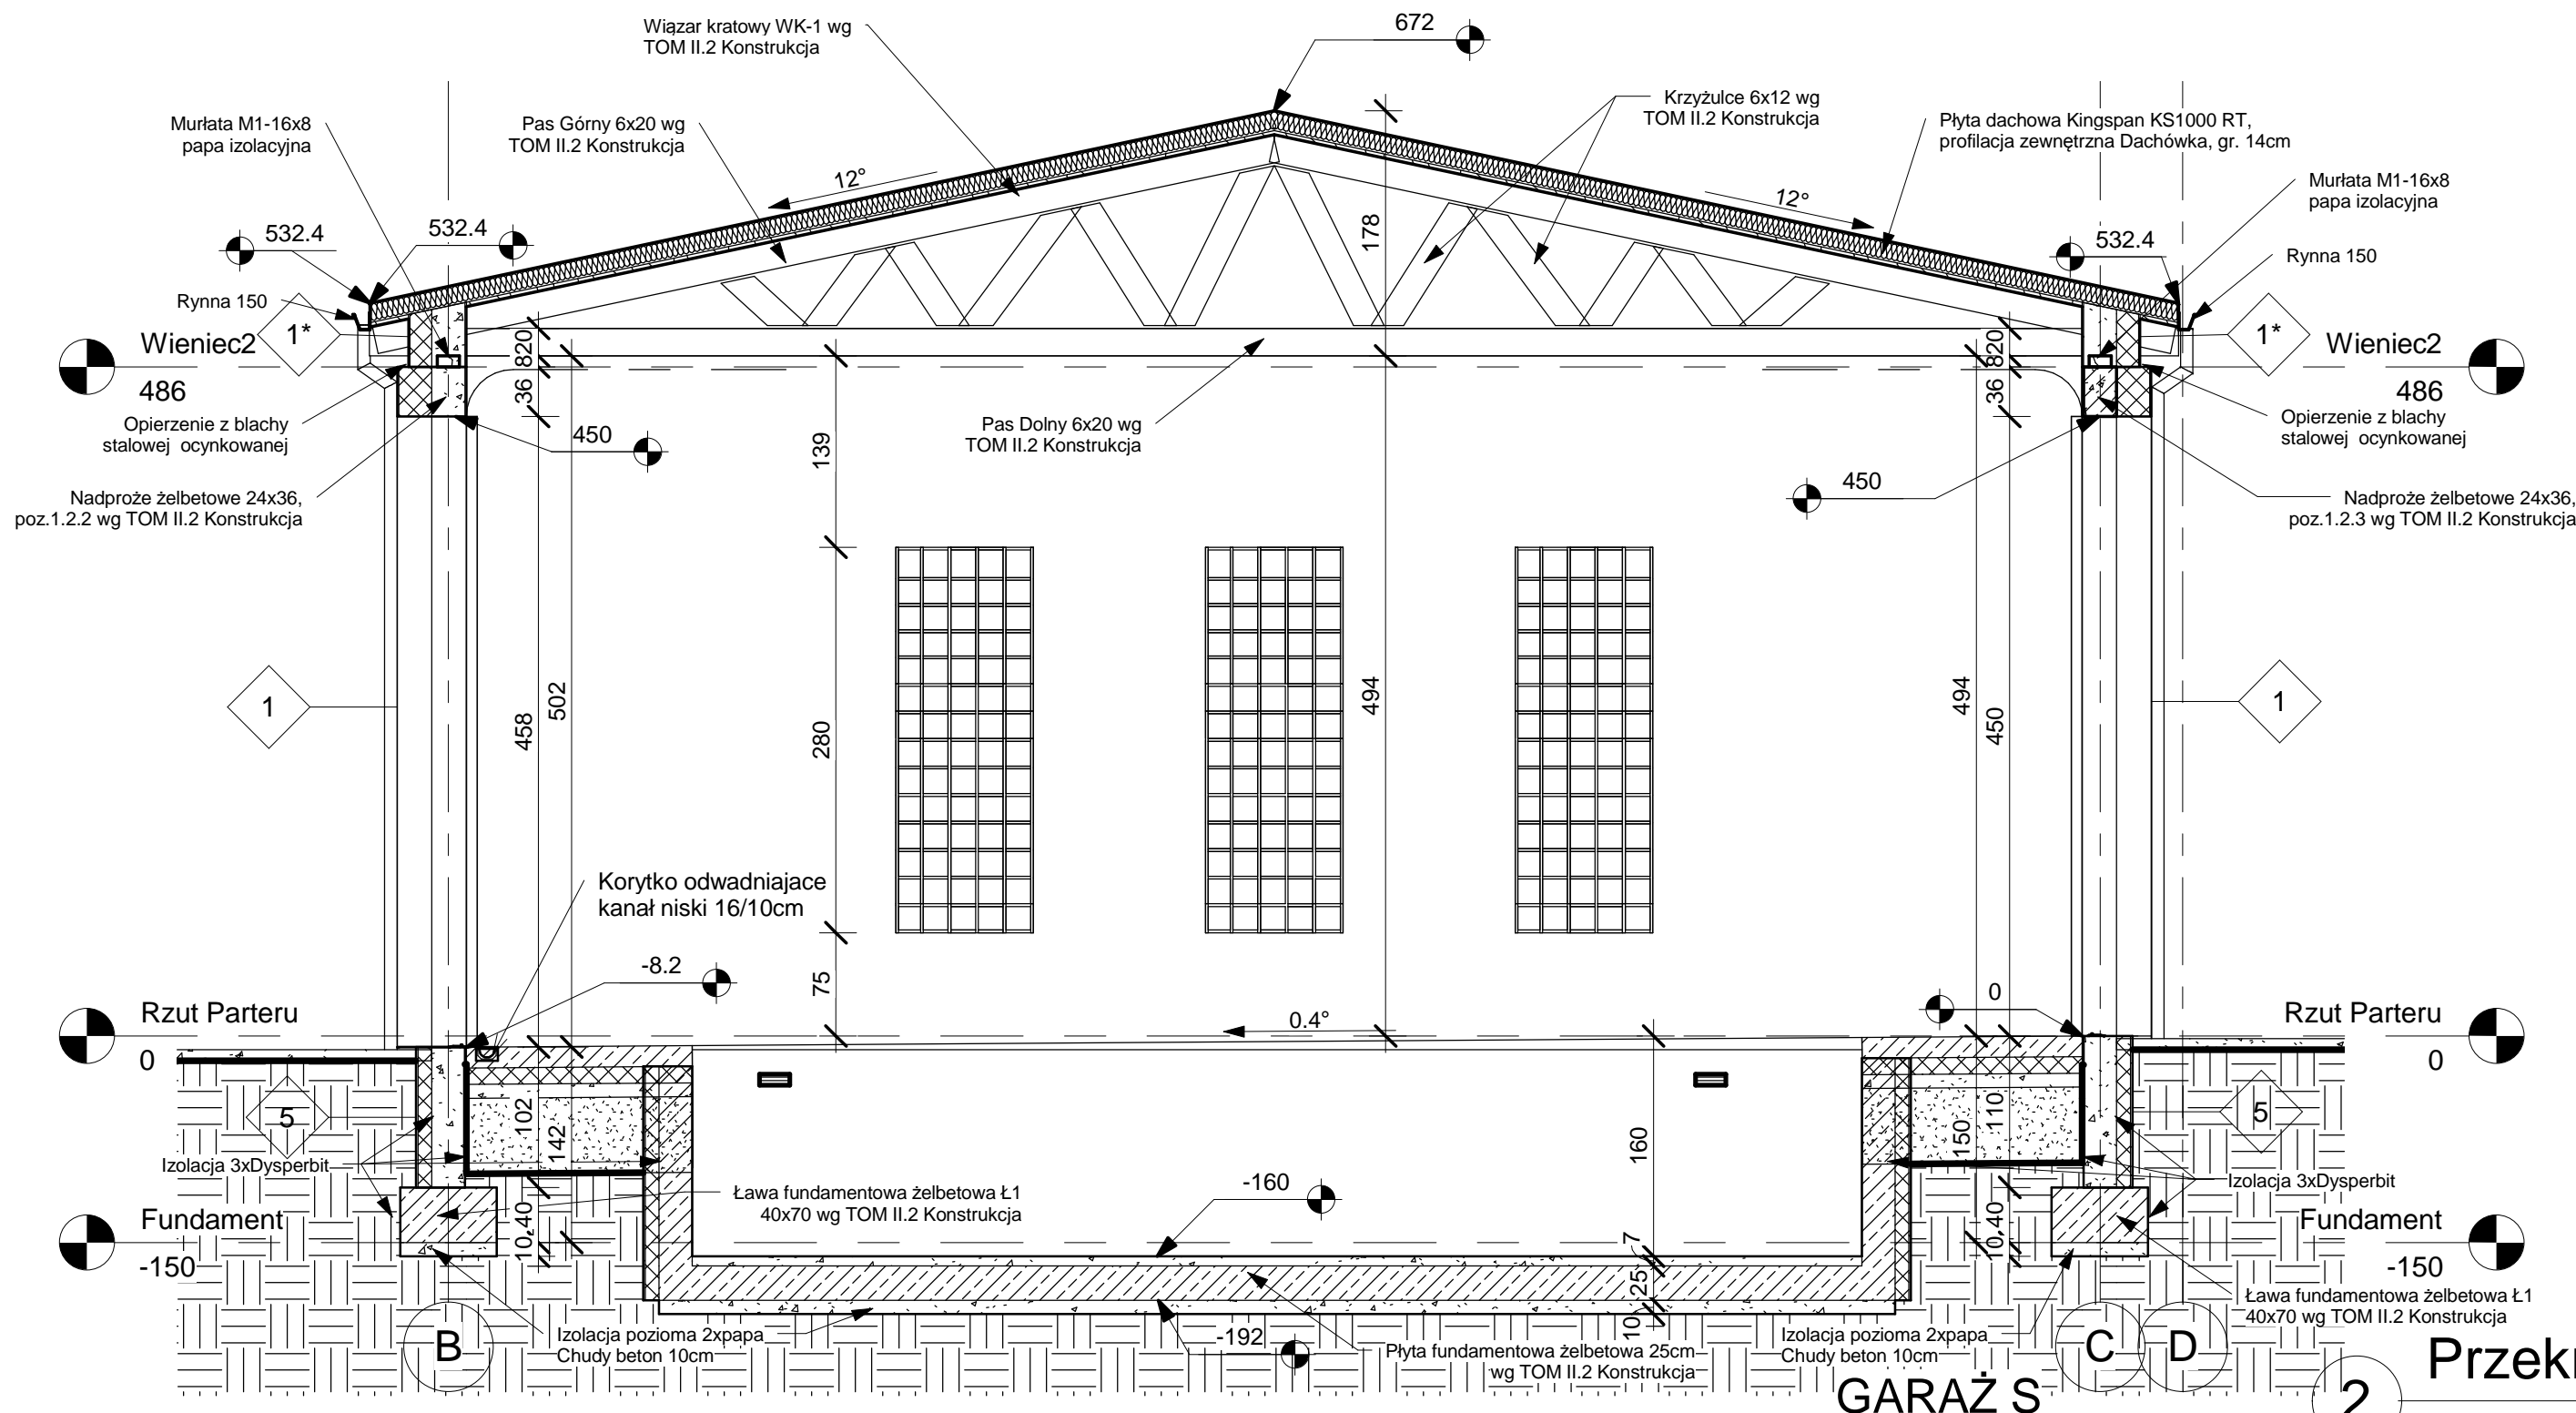 Wiązar kratowy WK-1 wg
TOM II.2 Konstrukcja
672
Murłata M1-16x8
papa izolacyjna
Pas Górny 6x20 wg
TOM II.2 Konstrukcja
Krzyżulce 6x12 wg
TOM II.2 Konstrukcja
Płyta dachowa Kingspan KS1000 RT,
profilacja zewnętrzna Dachówka, gr. 14cm
Murłata M1-16x8
papa izolacyjna
12°
12°
178
532.4
532.4
532.4
Rynna 150
Rynna 150
1*
1*
Wieniec2
486
Wieniec2
486
8
20
36
8
20
36
Opierzenie z blachy
stalowej ocynkowanej
Opierzenie z blachy
stalowej ocynkowanej
450
450
139
Pas Dolny 6x20 wg
TOM II.2 Konstrukcja
Nadproże żelbetowe 24x36,
poz.1.2.2 wg TOM II.2 Konstrukcja
Nadproże żelbetowe 24x36,
poz.1.2.3 wg TOM II.2 Konstrukcja
1
1
458
502
280
494
494
450
Korytko odwadniajace
kanał niski 16/10cm
-8.2
75
0
0.4°
Rzut Parteru
0
Rzut Parteru
0
5
5
102
142
160
150
110
Izolacja 3xDysperbit
Izolacja 3xDysperbit
Ława fundamentowa żelbetowa Ł1
40x70 wg TOM II.2 Konstrukcja
-160
Fundament
-150
Fundament
-150
10
40
10
40
7
25
10
Ława fundamentowa żelbetowa Ł1
40x70 wg TOM II.2 Konstrukcja
B
Izolacja pozioma 2xpapa
Chudy beton 10cm
-192
Płyta fundamentowa żelbetowa 25cm
wg TOM II.2 Konstrukcja
Izolacja pozioma 2xpapa
Chudy beton 10cm
C
D
GARAŻ S
2
Przekr